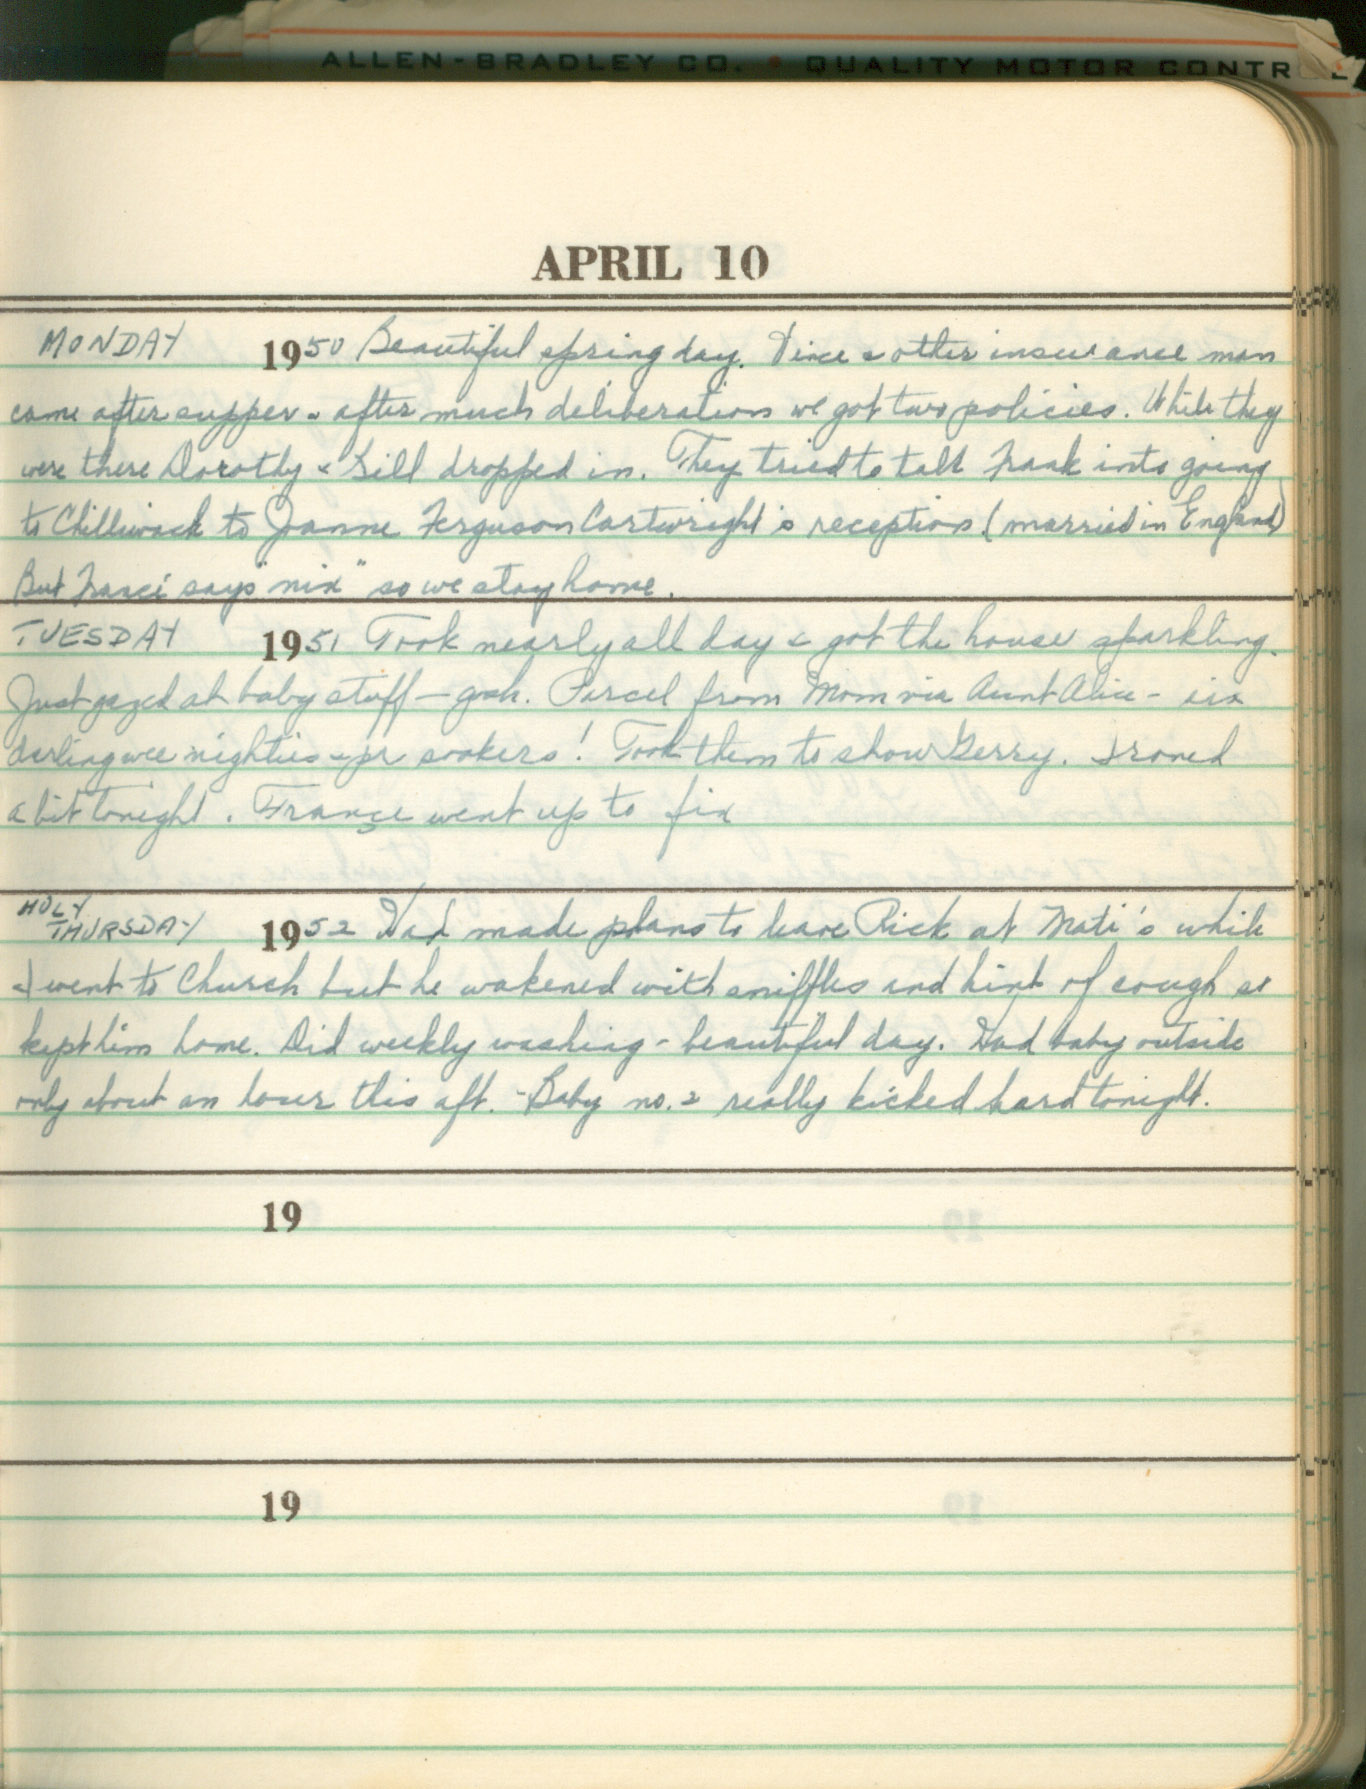 ALLEN-BRADLEY CO. • QUALITY MOTOR CONTROL
APRIL 10
MONDAY 1950 Beautiful spring day. Vince & other insurance man
came after supper & after much deliberation we got two policies. While they
were there Dorothy & Gill dropped in. They tried to talk Frank into going
to Chilliwack to Joanne Ferguson Cartwright's reception (married in England)
But Franci says "nix" so we stay home.
TUESDAY 1951 Took nearly all day & got the house sparkling.
Just gazed at baby stuff — gosh. Parcel from Mom via Aunt Alice - six
darling wee nighties & pr soakers! Took them to show Gerry. Ironed
a bit tonight. France went up to fix
HOLY
THURSDAY 1952 Had made plans to leave Rick at Mati's while
I went to Church but he wakened with sniffles and hint of cough so
kept him home. Did weekly washing - beautiful day. Had baby outside
only about an hour this aft. - Baby no. 2 really kicked hard tonight.
19
19